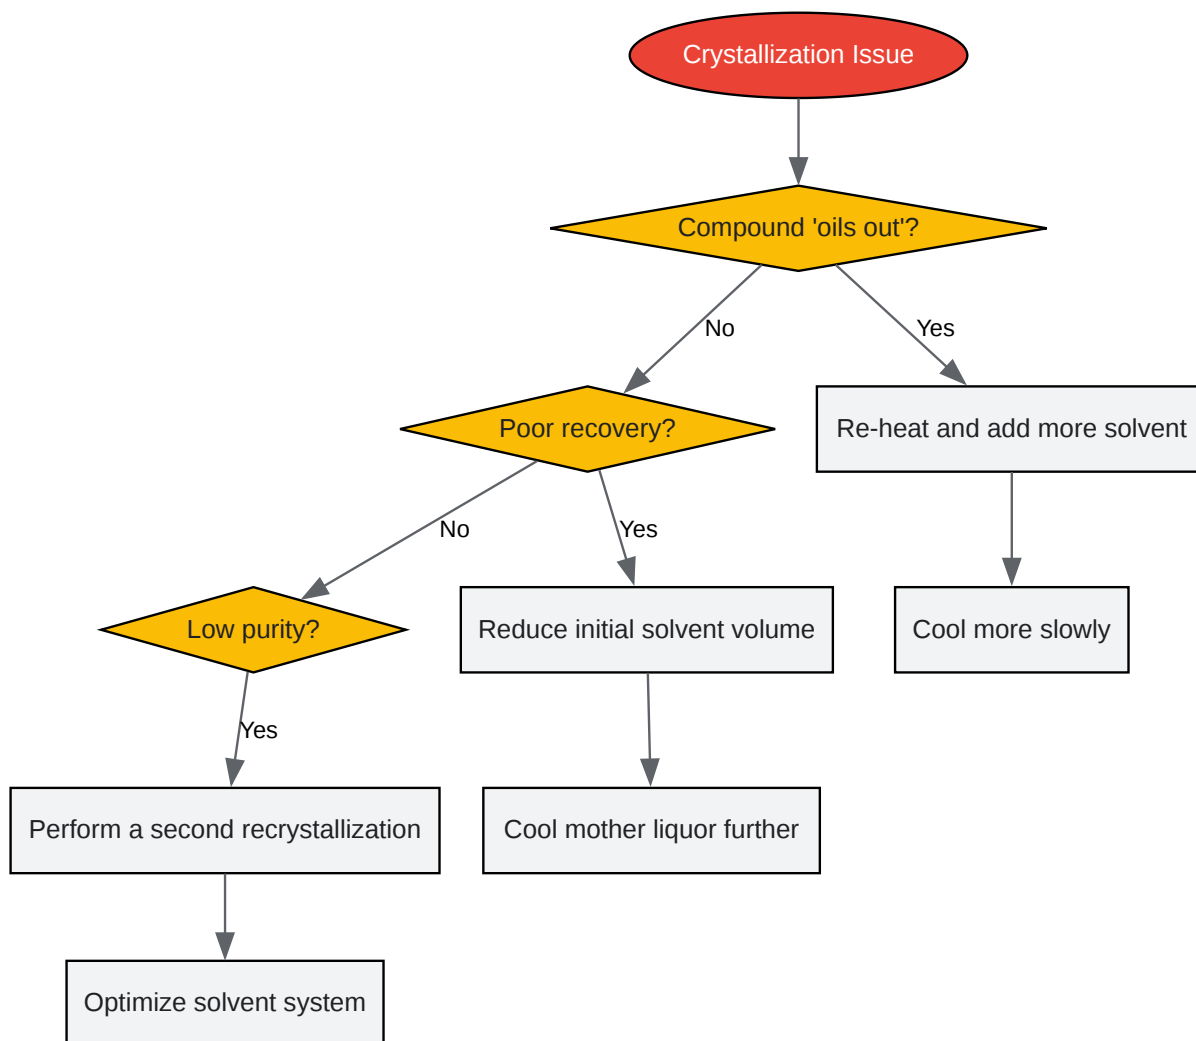 Crystallization Issue
Compound 'oils out'?
No
Yes
Poor recovery?
Re-heat and add more solvent
No
Yes
Low purity?
Reduce initial solvent volume
Cool more slowly
Yes
Perform a second recrystallization
Cool mother liquor further
Optimize solvent system